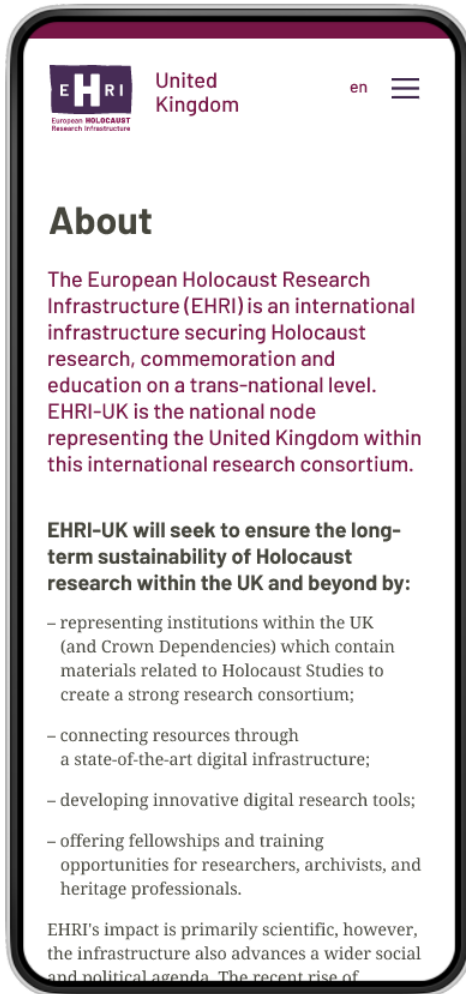 EHRI
European HOLOCAUST
Research Infrastructure
United
Kingdom
en
About
The European Holocaust Research
Infrastructure (EHRI) is an international
infrastructure securing Holocaust
research, commemoration and
education on a trans-national level.
EHRI-UK is the national node
representing the United Kingdom within
this international research consortium.
EHRI-UK will seek to ensure the long-
term sustainability of Holocaust
research within the UK and beyond by:
– representing institutions within the UK
(and Crown Dependencies) which contain
materials related to Holocaust Studies to
create a strong research consortium;
– connecting resources through
a state-of-the-art digital infrastructure;
– developing innovative digital research tools;
– offering fellowships and training
opportunities for researchers, archivists, and
heritage professionals.
EHRI's impact is primarily scientific, however,
the infrastructure also advances a wider social
and political agenda. The recent rise of